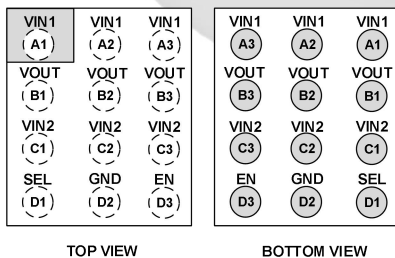 VIN1 VIN1 VIN1 VIN1 VIN1 VIN1
A1 A2 A3 A3 A2 A1
VOUT VOUT VOUT VOUT VOUT VOUT
B1 B2 B3 B3 B2 B1
VIN2 VIN2 VIN2 VIN2 VIN2 VIN2
C1 C2 C3 C3 C2 C1
SEL GND EN EN GND SEL
D1 D2 D3 D3 D2 D1
TOP VIEW BOTTOM VIEW